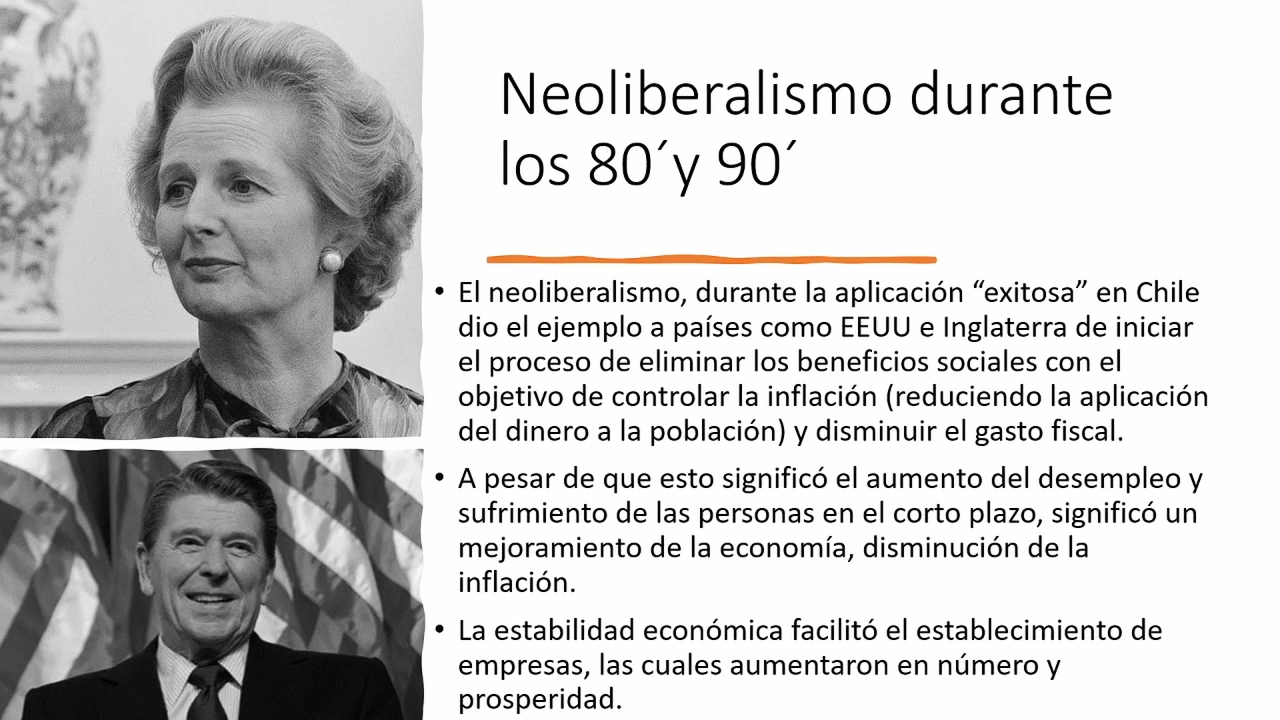 Neoliberalismo durante
los 80´y 90´
• El neoliberalismo, durante la aplicación “exitosa” en Chile
dio el ejemplo a países como EEUU e Inglaterra de iniciar
el proceso de eliminar los beneficios sociales con el
objetivo de controlar la inflación (reduciendo la aplicación
del dinero a la población) y disminuir el gasto fiscal.
• A pesar de que esto significó el aumento del desempleo y
sufrimiento de las personas en el corto plazo, significó un
mejoramiento de la economía, disminución de la
inflación.
• La estabilidad económica facilitó el establecimiento de
empresas, las cuales aumentaron en número y
prosperidad.